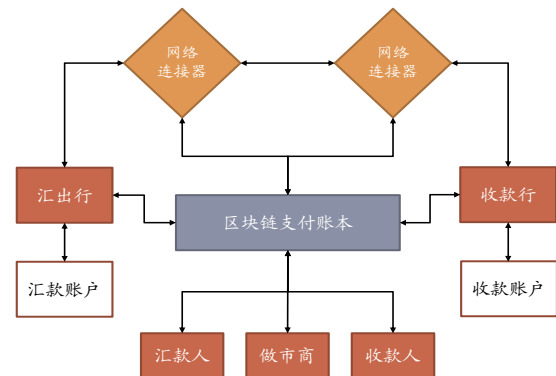 网络
连接器
网络
连接器
汇出行
区块链支付账本
收款行
汇款账户
收款账户
汇款人
做市商
收款人